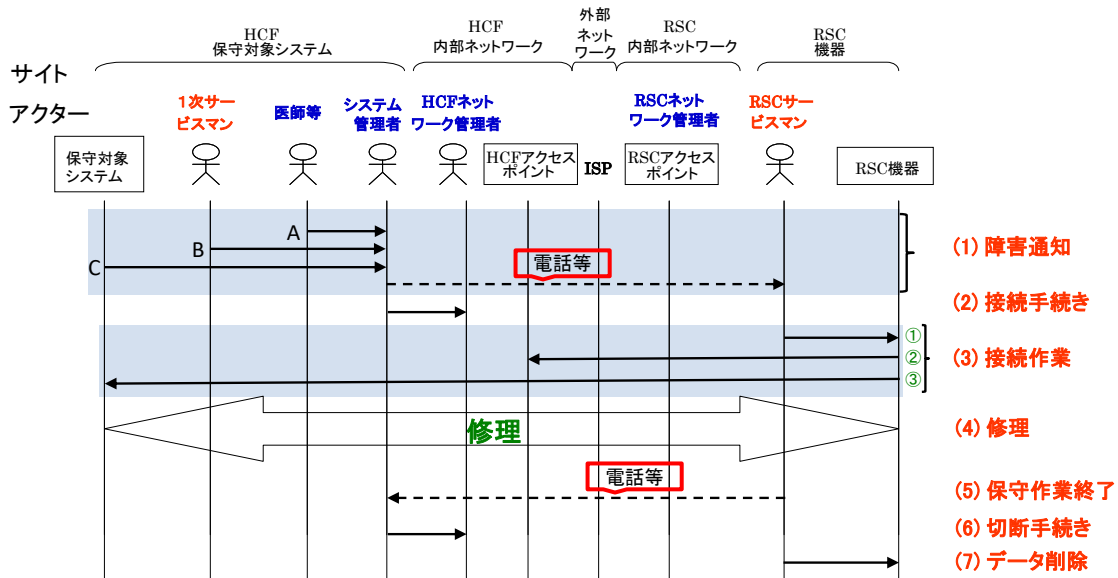 HCF
保守対象システム
HCF
内部ネットワーク
外部
ネット
ワーク
RSC
内部ネットワーク
RSC
機器
サイト
アクター
1次サー
ビスマン
医師等
システム
管理者
HCFネット
ワーク管理者
RSCネット
ワーク管理者
RSCサー
ビスマン
保守対象
システム
HCFアクセス
ポイント
ISP
RSCアクセス
ポイント
RSC機器
A
B
C
電話等
(1) 障害通知
(2) 接続手続き
①
②
③
(3) 接続作業
修理
(4) 修理
電話等
(5) 保守作業終了
(6) 切断手続き
(7) データ削除